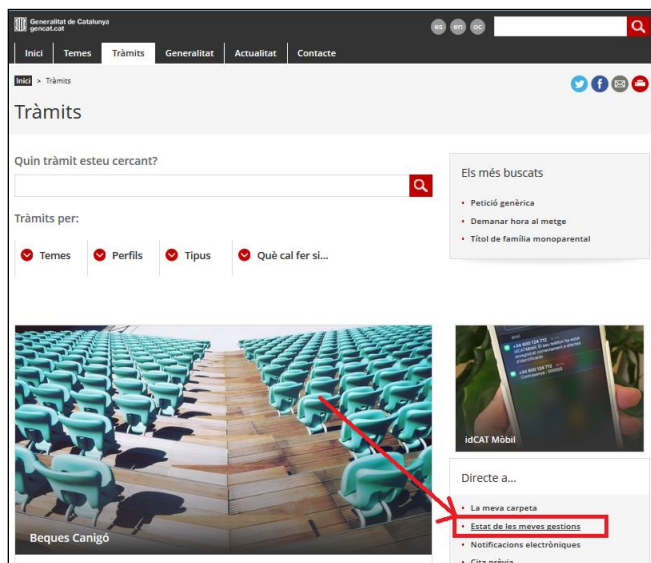 Generalitat de Catalunya
gencat.cat
es en oc
Inici Temes Tràmits Generalitat Actualitat Contacte
Inici > Tràmits
Tràmits
Quin tràmit esteu cercant?
Tràmits per:
Temes Perfils Tipus Què cal fer si...
Els més buscats
• Petició genèrica
• Demanar hora al metge
• Títol de família monoparental
Beques Canigó
idCAT Mòbil
Directe a...
• La meva carpeta
• Estat de les meves gestions
• Notificacions electròniques
• Cita prèvia